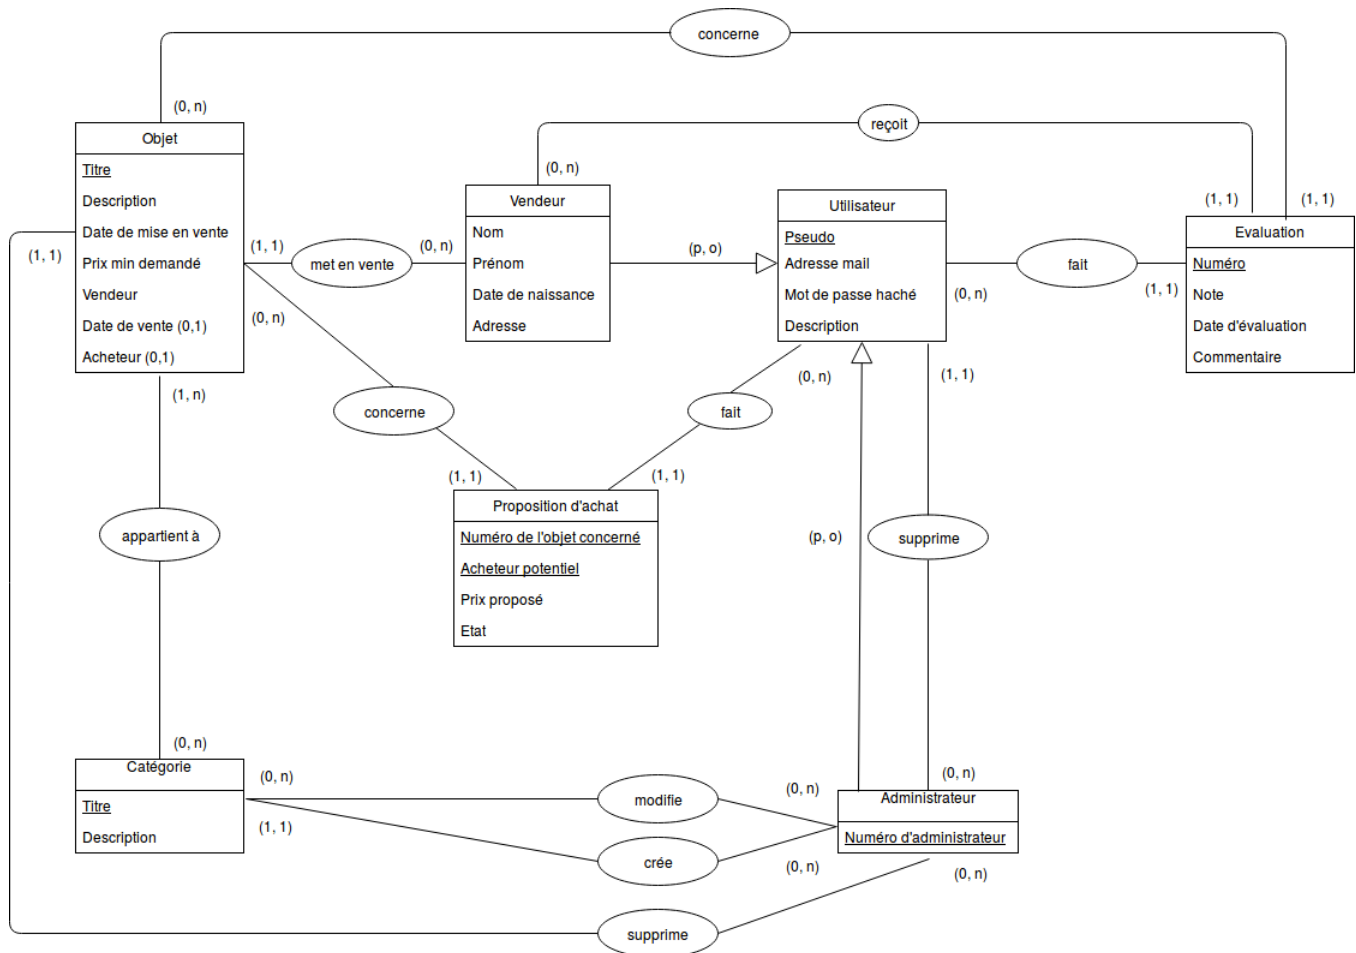 concerne
(0, n)
Objet
Titre
Description
Date de mise en vente
Prix min demandé
Vendeur
Date de vente (0,1)
Acheteur (0,1)
(1, 1)
(1, 1)
met en vente
(0, n)
(0, n)
(1, n)
reçoit
(0, n)
Vendeur
Nom
Prénom
Date de naissance
Adresse
(p, o)
Utilisateur
Pseudo
Adresse mail
Mot de passe haché
Description
(0, n)
fait
(1, 1)
(1, 1)
(1, 1)
Evaluation
Numéro
Note
Date d'évaluation
Commentaire
(0, n)
(1, 1)
concerne
fait
(1, 1)
(1, 1)
Proposition d'achat
Numéro de l'objet concerné
Acheteur potentiel
Prix proposé
Etat
appartient à
(p, o)
supprime
(0, n)
Catégorie
Titre
Description
(0, n)
(1, 1)
modifie
crée
(0, n)
(0, n)
(0, n)
Administrateur
Numéro d'administrateur
(0, n)
supprime